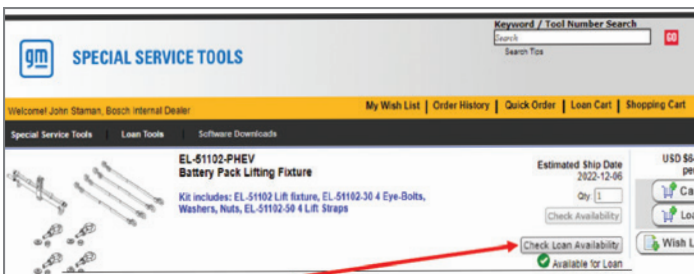 Keyword / Tool Number Search
Search
GO
Search Tips
gm
SPECIAL SERVICE TOOLS
Welcome! John Staman, Bosch Internal Dealer
My Wish List | Order History | Quick Order | Loan Cart | Shopping Cart
Special Service Tools | Loan Tools | Software Downloads
EL-51102-PHEV
Battery Pack Lifting Fixture
Kit includes: EL-51102 Lift fixture, EL-51102-30 4 Eye-Bolts,
Washers, Nuts, EL-51102-50 4 Lift Straps
Estimated Ship Date
2022-12-06
Qty: 1
Check Availability
Check Loan Availability
Available for Loan
USD
Wish L